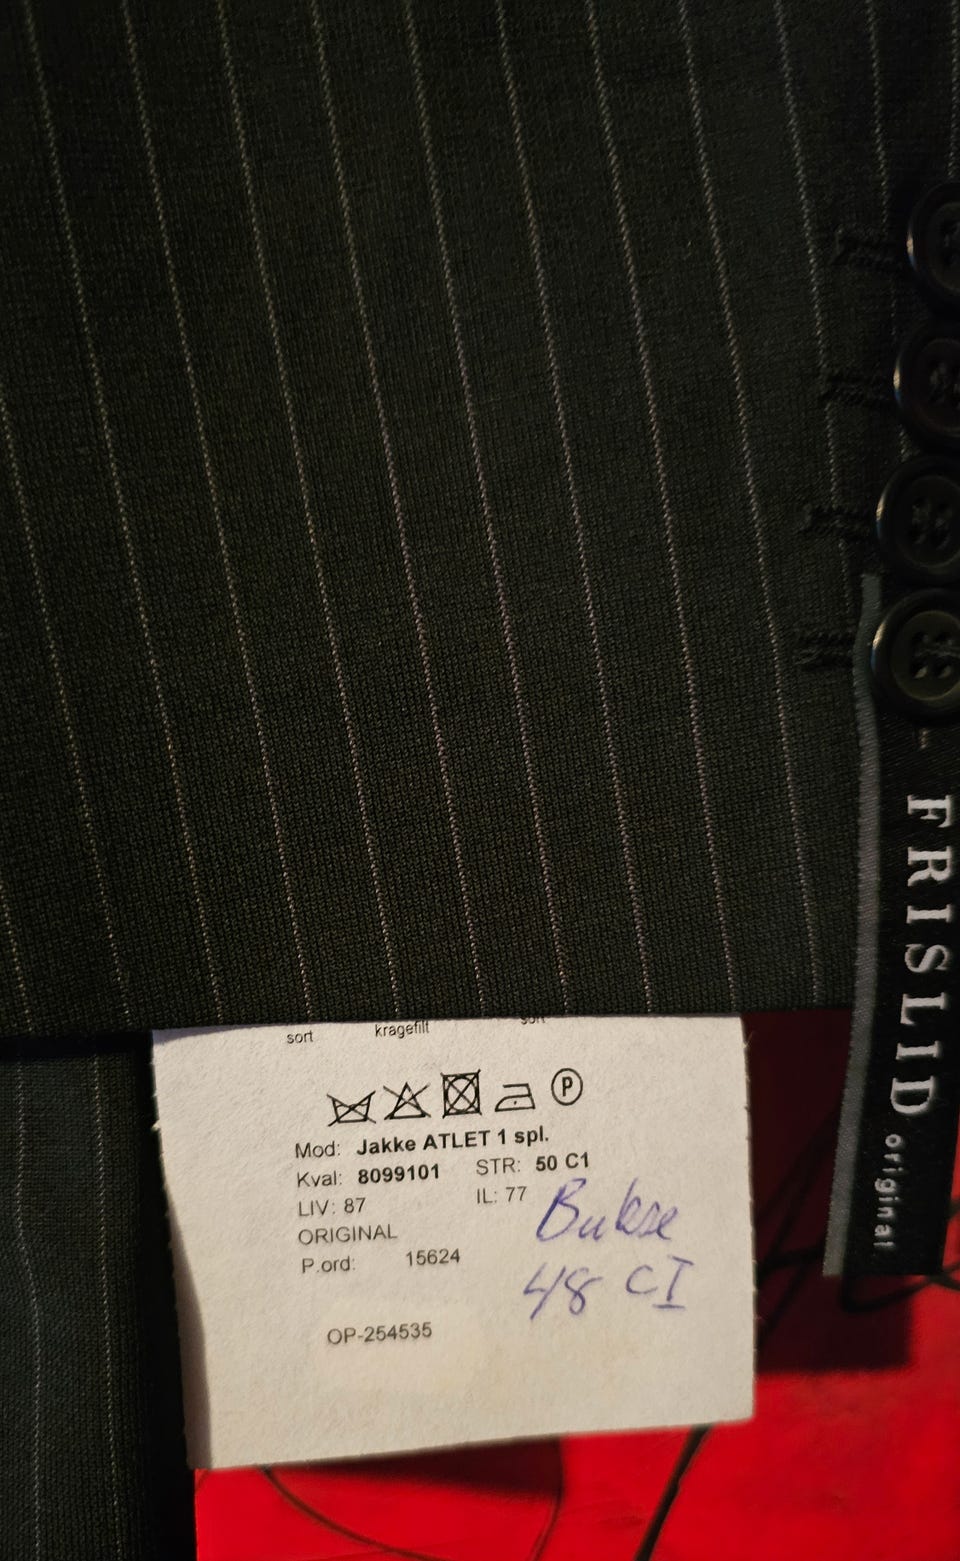 sort kragefilt sort
P
Mod: Jakke ATLET 1 spl.
Kval: 8099101 STR: 50 C1
LIV: 87 IL: 77
ORIGINAL
P.ord: 15624
Bukse
48 CI
OP-254535
FRISLID original